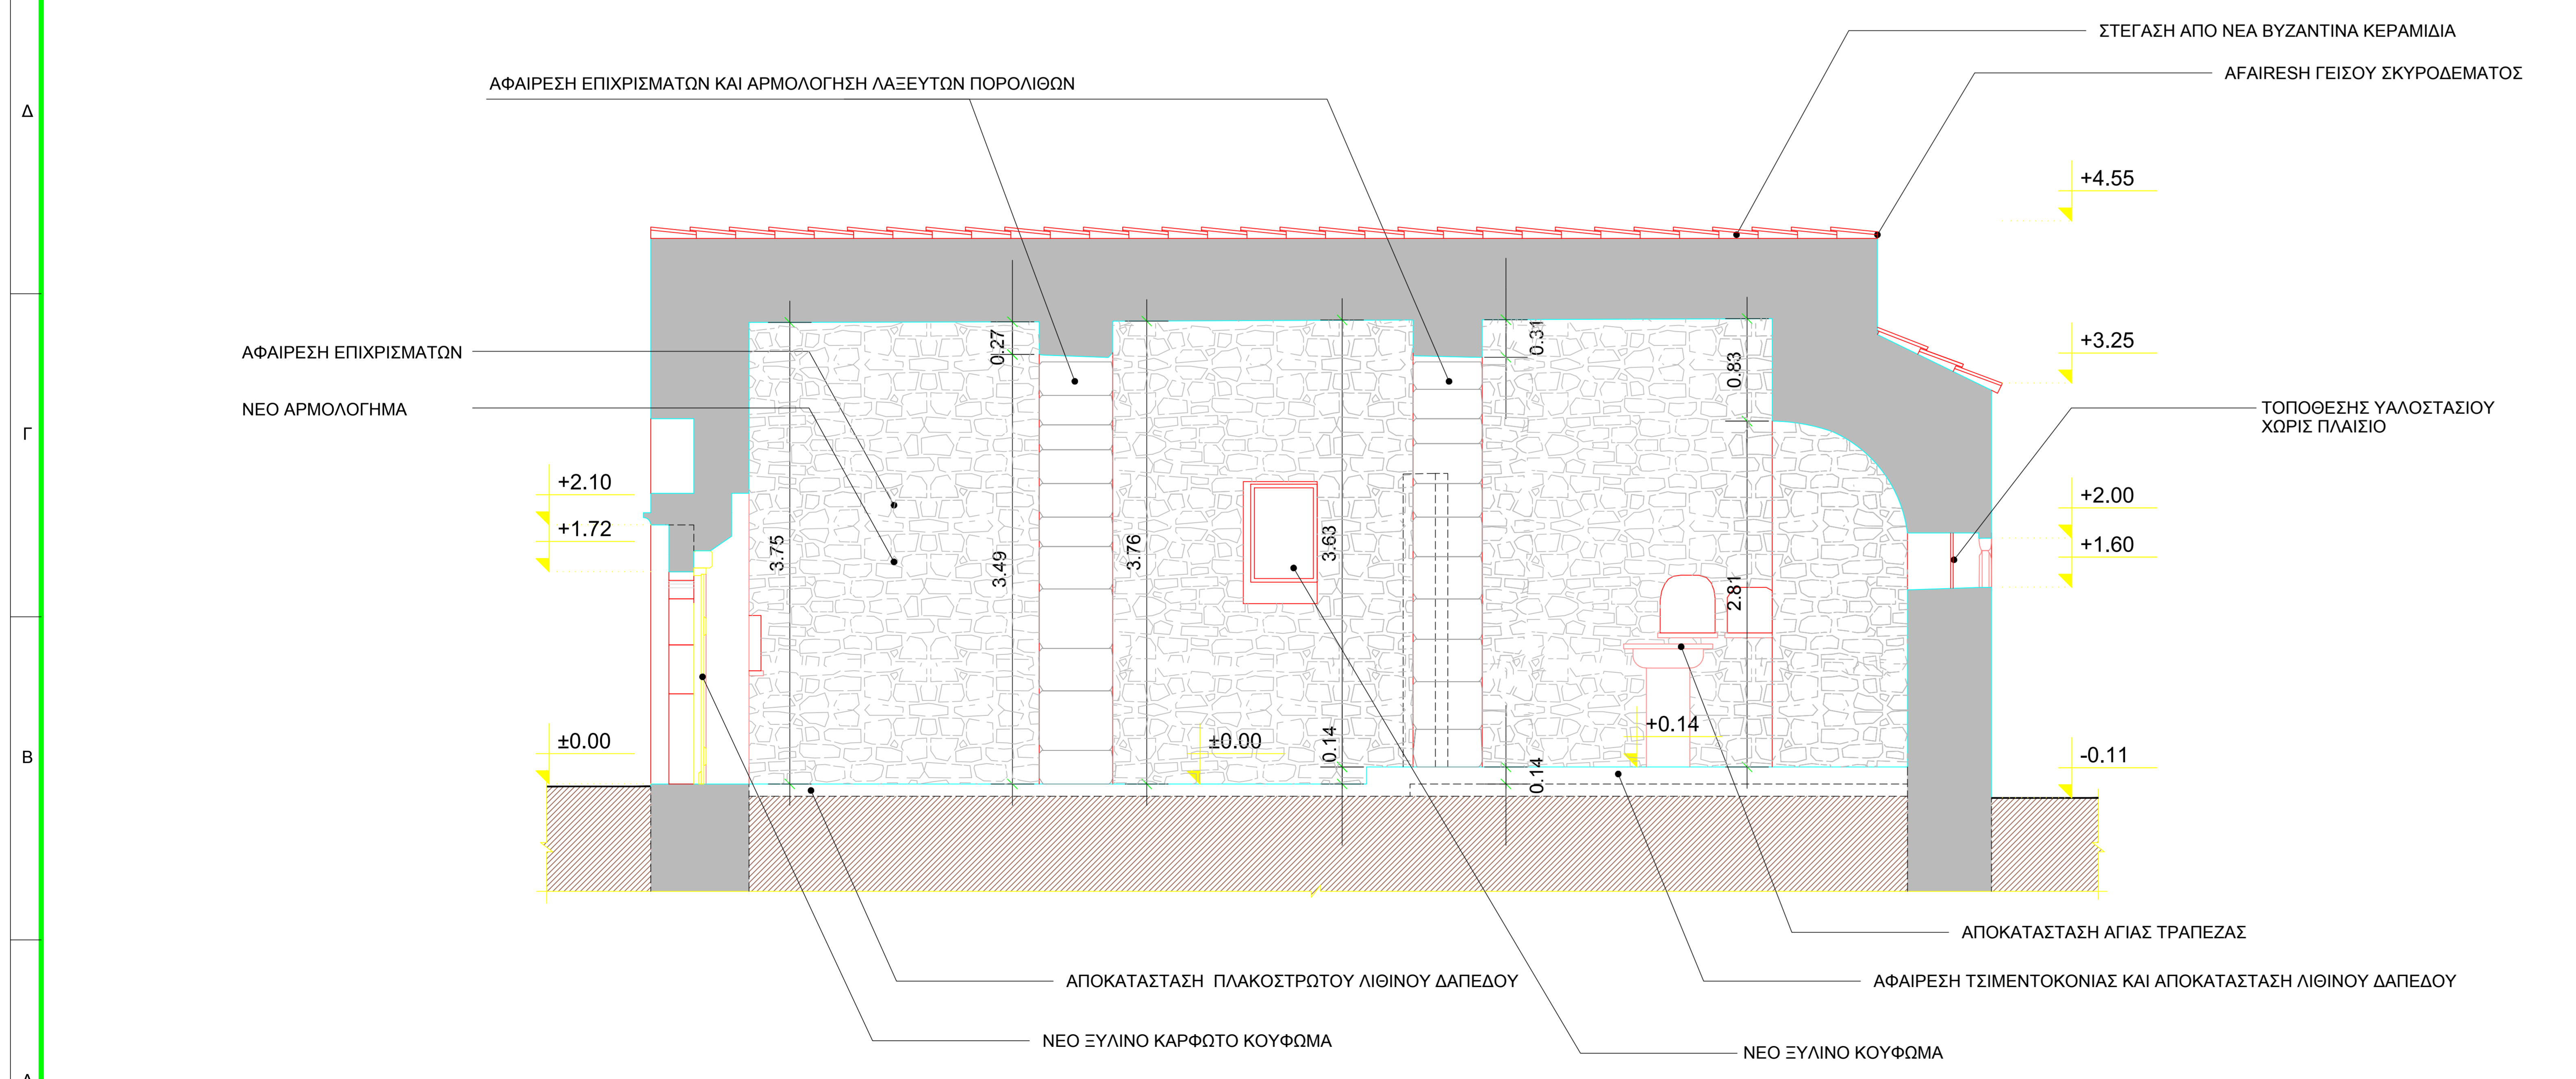 ΣΤΕΓΑΣΗ ΑΠΟ ΝΕΑ ΒΥΖΑΝΤΙΝΑ ΚΕΡΑΜΙΔΙΑ
AFAIRESH ΓΕΙΣΟΥ ΣΚΥΡΟΔΕΜΑΤΟΣ
ΑΦΑΙΡΕΣΗ ΕΠΙΧΡΙΣΜΑΤΩΝ ΚΑΙ ΑΡΜΟΛΟΓΗΣΗ ΛΑΞΕΥΤΩΝ ΠΟΡΟΛΙΘΩΝ
Δ
+4.55
+3.25
0.27
0.31
0.83
ΑΦΑΙΡΕΣΗ ΕΠΙΧΡΙΣΜΑΤΩΝ
ΝΕΟ ΑΡΜΟΛΟΓΗΜΑ
ΤΟΠΟΘΕΣΗΣ ΥΑΛΟΣΤΑΣΙΟΥ
ΧΩΡΙΣ ΠΛΑΙΣΙΟ
Γ
+2.10
+2.00
+1.72
+1.60
3.75
3.49
3.76
3.63
2.81
+0.14
±0.00
±0.00
0.14
0.14
-0.11
Β
ΑΠΟΚΑΤΑΣΤΑΣΗ ΑΓΙΑΣ ΤΡΑΠΕΖΑΣ
ΑΠΟΚΑΤΑΣΤΑΣΗ ΠΛΑΚΟΣΤΡΩΤΟΥ ΛΙΘΙΝΟΥ ΔΑΠΕΔΟΥ
ΑΦΑΙΡΕΣΗ ΤΣΙΜΕΝΤΟΚΟΝΙΑΣ ΚΑΙ ΑΠΟΚΑΤΑΣΤΑΣΗ ΛΙΘΙΝΟΥ ΔΑΠΕΔΟΥ
ΝΕΟ ΞΥΛΙΝΟ ΚΑΡΦΩΤΟ ΚΟΥΦΩΜΑ
ΝΕΟ ΞΥΛΙΝΟ ΚΟΥΦΩΜΑ